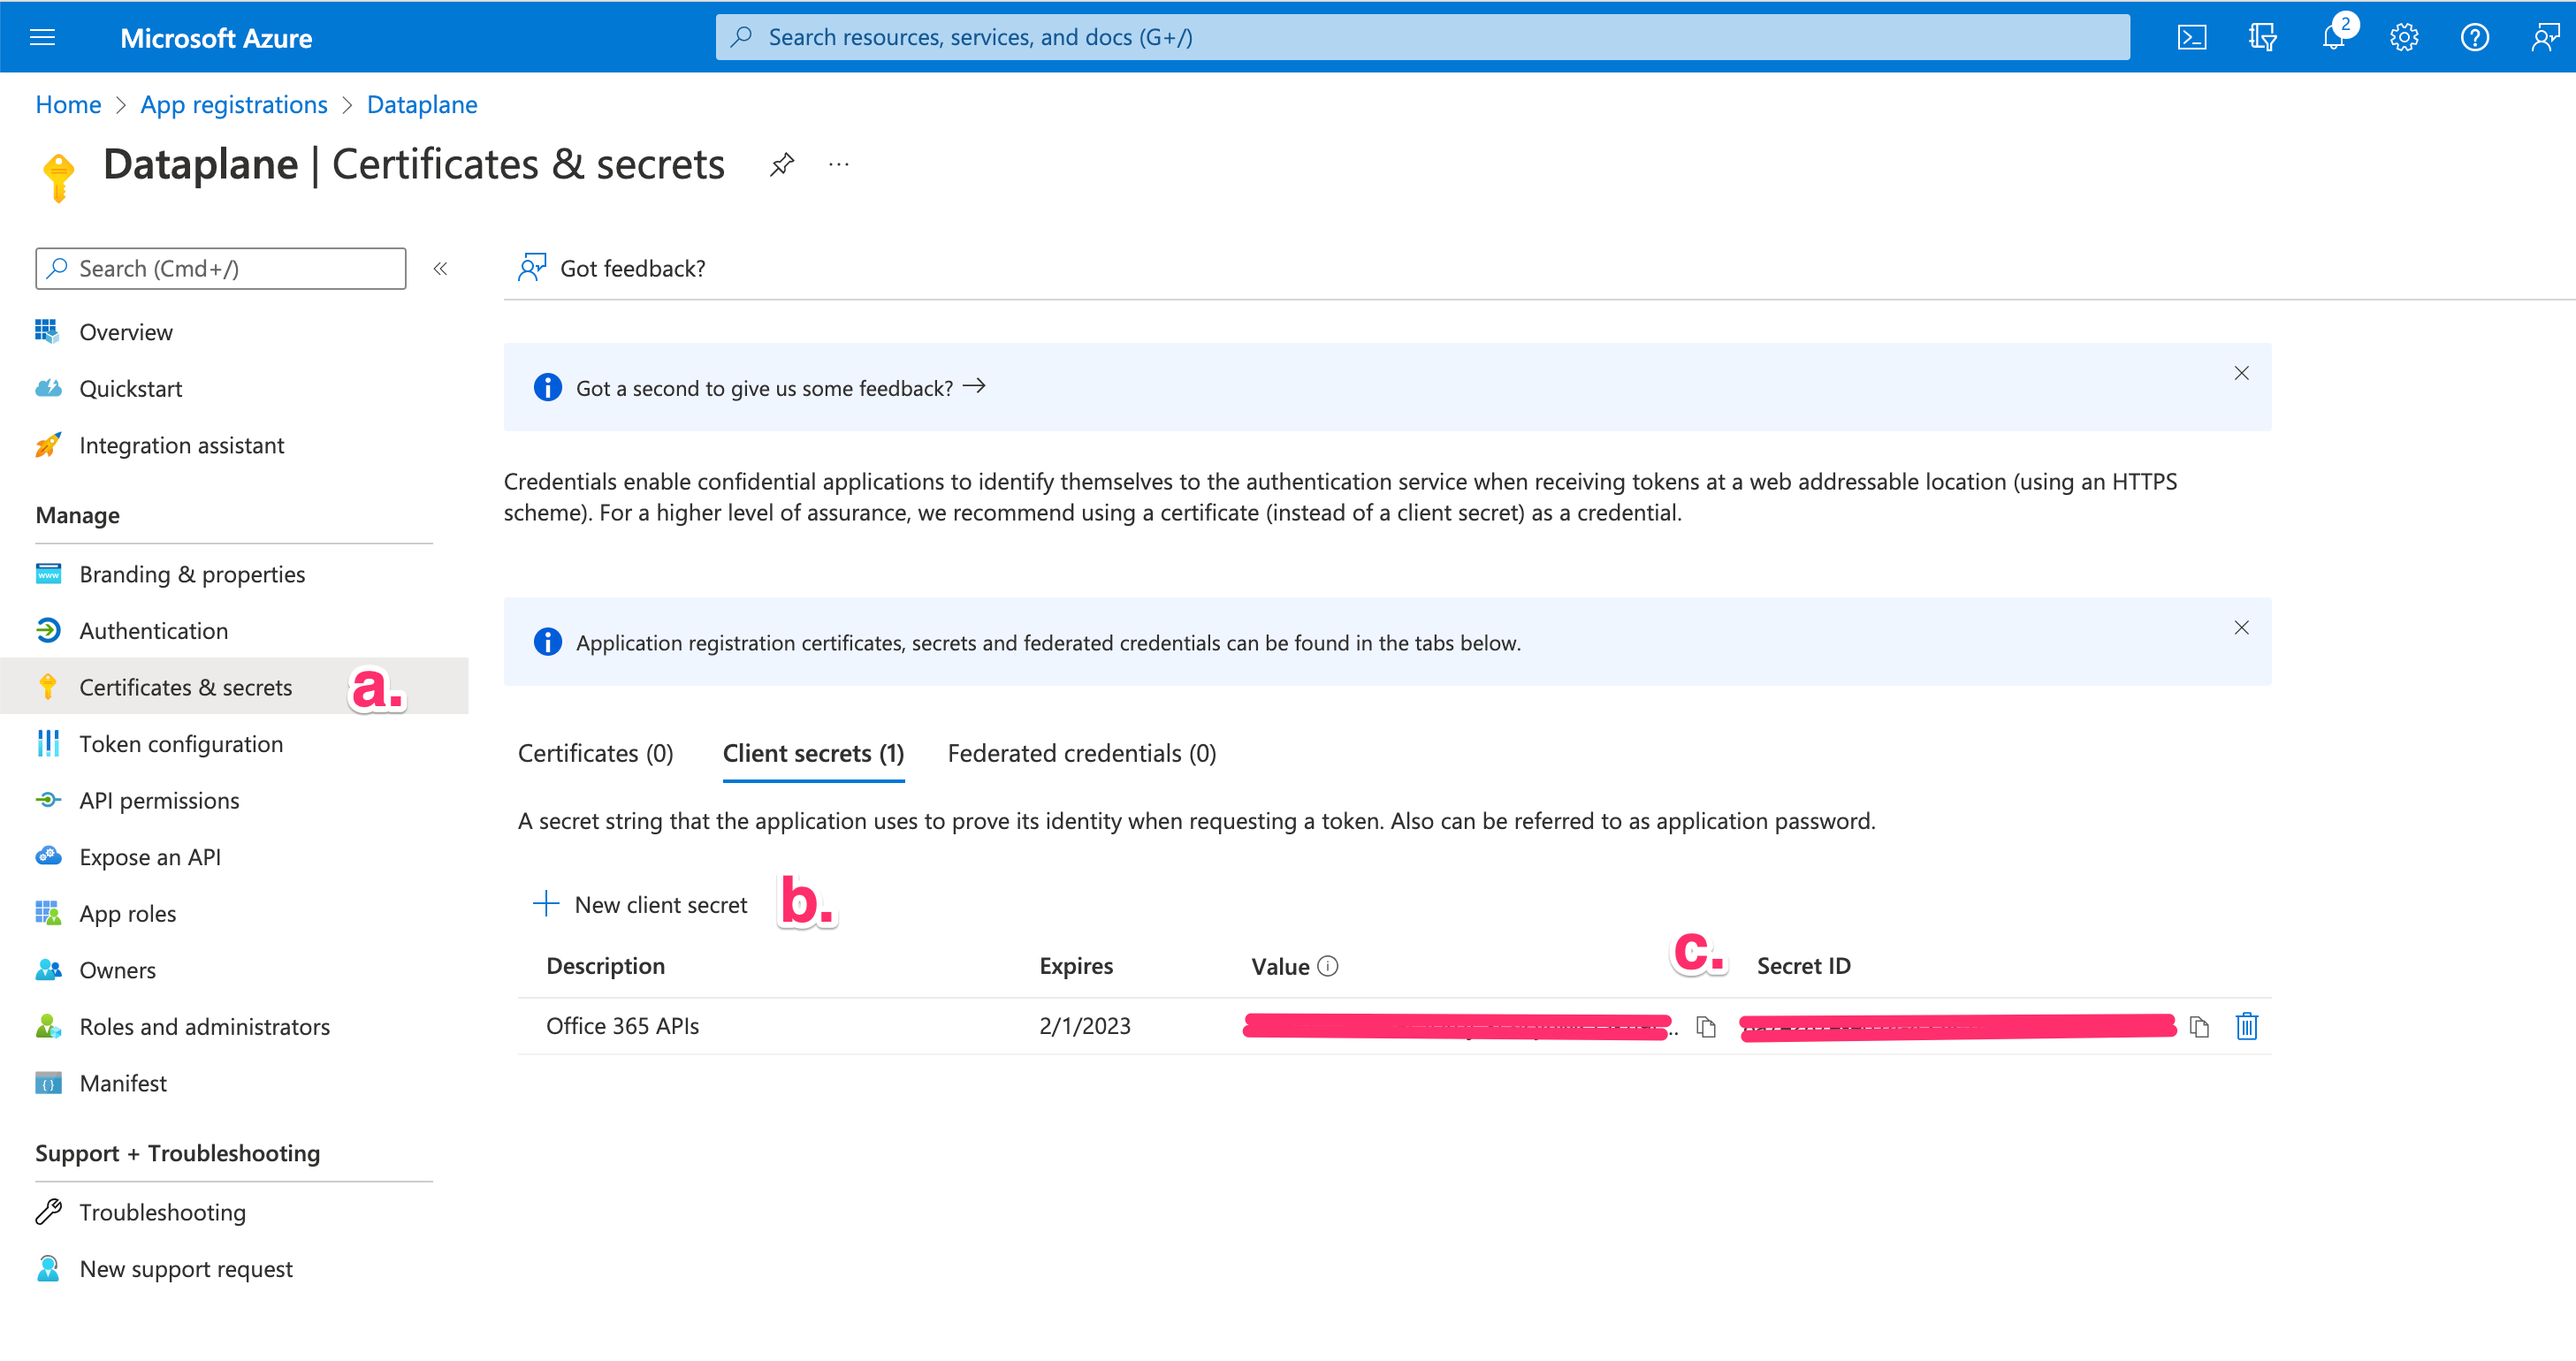 Microsoft Azure
Search resources, services, and docs (G+/)
2
Home > App registrations > Dataplane
Dataplane | Certificates & secrets
...
Search (Cmd+/)
«
Got feedback?
Overview
Quickstart
Integration assistant
Got a second to give us some feedback? →
Credentials enable confidential applications to identify themselves to the authentication service when receiving tokens at a web addressable location (using an HTTPS
scheme). For a higher level of assurance, we recommend using a certificate (instead of a client secret) as a credential.
Manage
Branding & properties
Authentication
Certificates & secrets
a.
Token configuration
API permissions
Expose an API
App roles
Owners
Roles and administrators
Manifest
Application registration certificates, secrets and federated credentials can be found in the tabs below.
Certificates (0) Client secrets (1) Federated credentials (0)
A secret string that the application uses to prove its identity when requesting a token. Also can be referred to as application password.
New client secret
b.
Description Expires Value c. Secret ID
Office 365 APIs 2/1/2023
Support + Troubleshooting
Troubleshooting
New support request